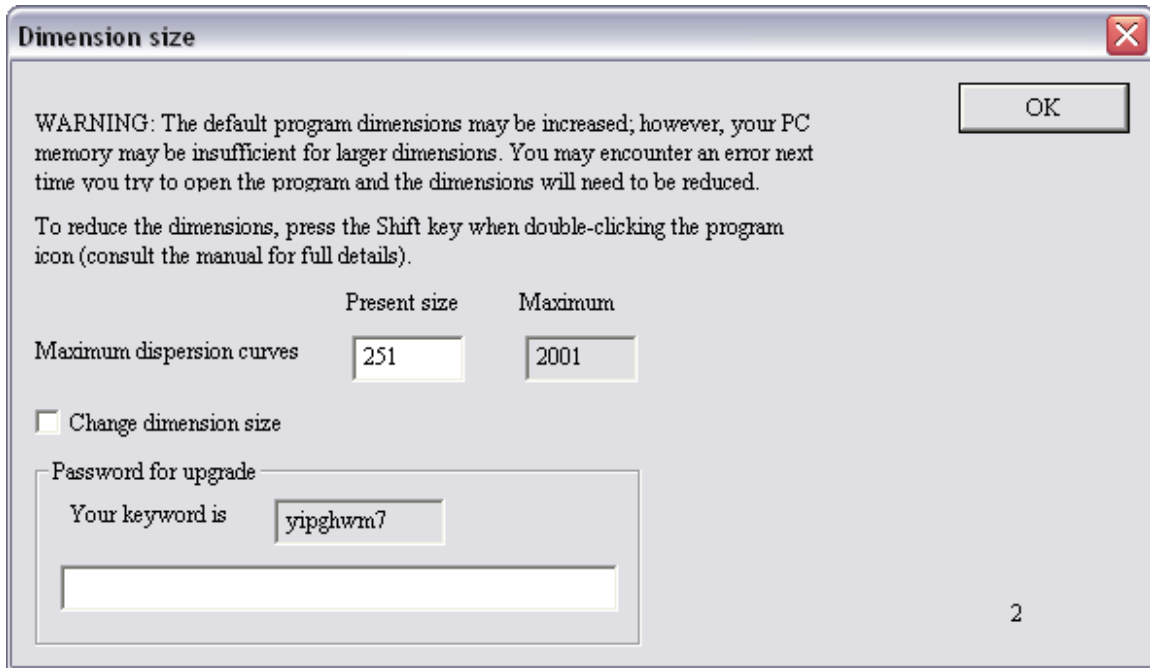 Dimension size
OK
WARNING: The default program dimensions may be increased; however, your PC
memory may be insufficient for larger dimensions. You may encounter an error next
time you try to open the program and the dimensions will need to be reduced.
To reduce the dimensions, press the Shift key when double-clicking the program
icon (consult the manual for full details).
Present size Maximum
Maximum dispersion curves 251 2001
Change dimension size
Password for upgrade
Your keyword is yipghwm7
2